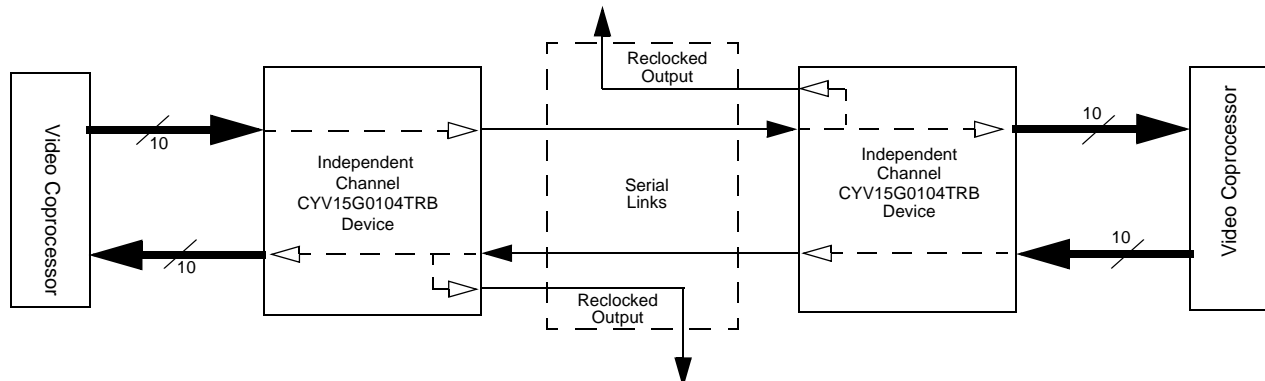 Video Coprocessor
10
10
Independent
Channel
CYV15G0104TRB
Device
Reclocked
Output
Serial
Links
Reclocked
Output
Independent
Channel
CYV15G0104TRB
Device
10
10
Video Coprocessor